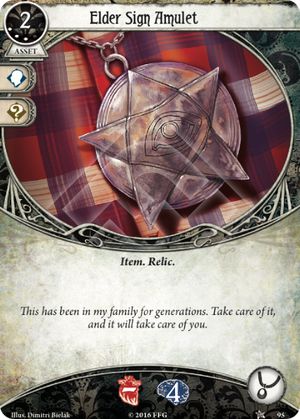 Elder Sign Amulet
2
ASSET
Item. Relic.
This has been in my family for generations. Take care of it,
and it will take care of you.
4
Illus. Dimitri Bielak
© 2016 FFG
95